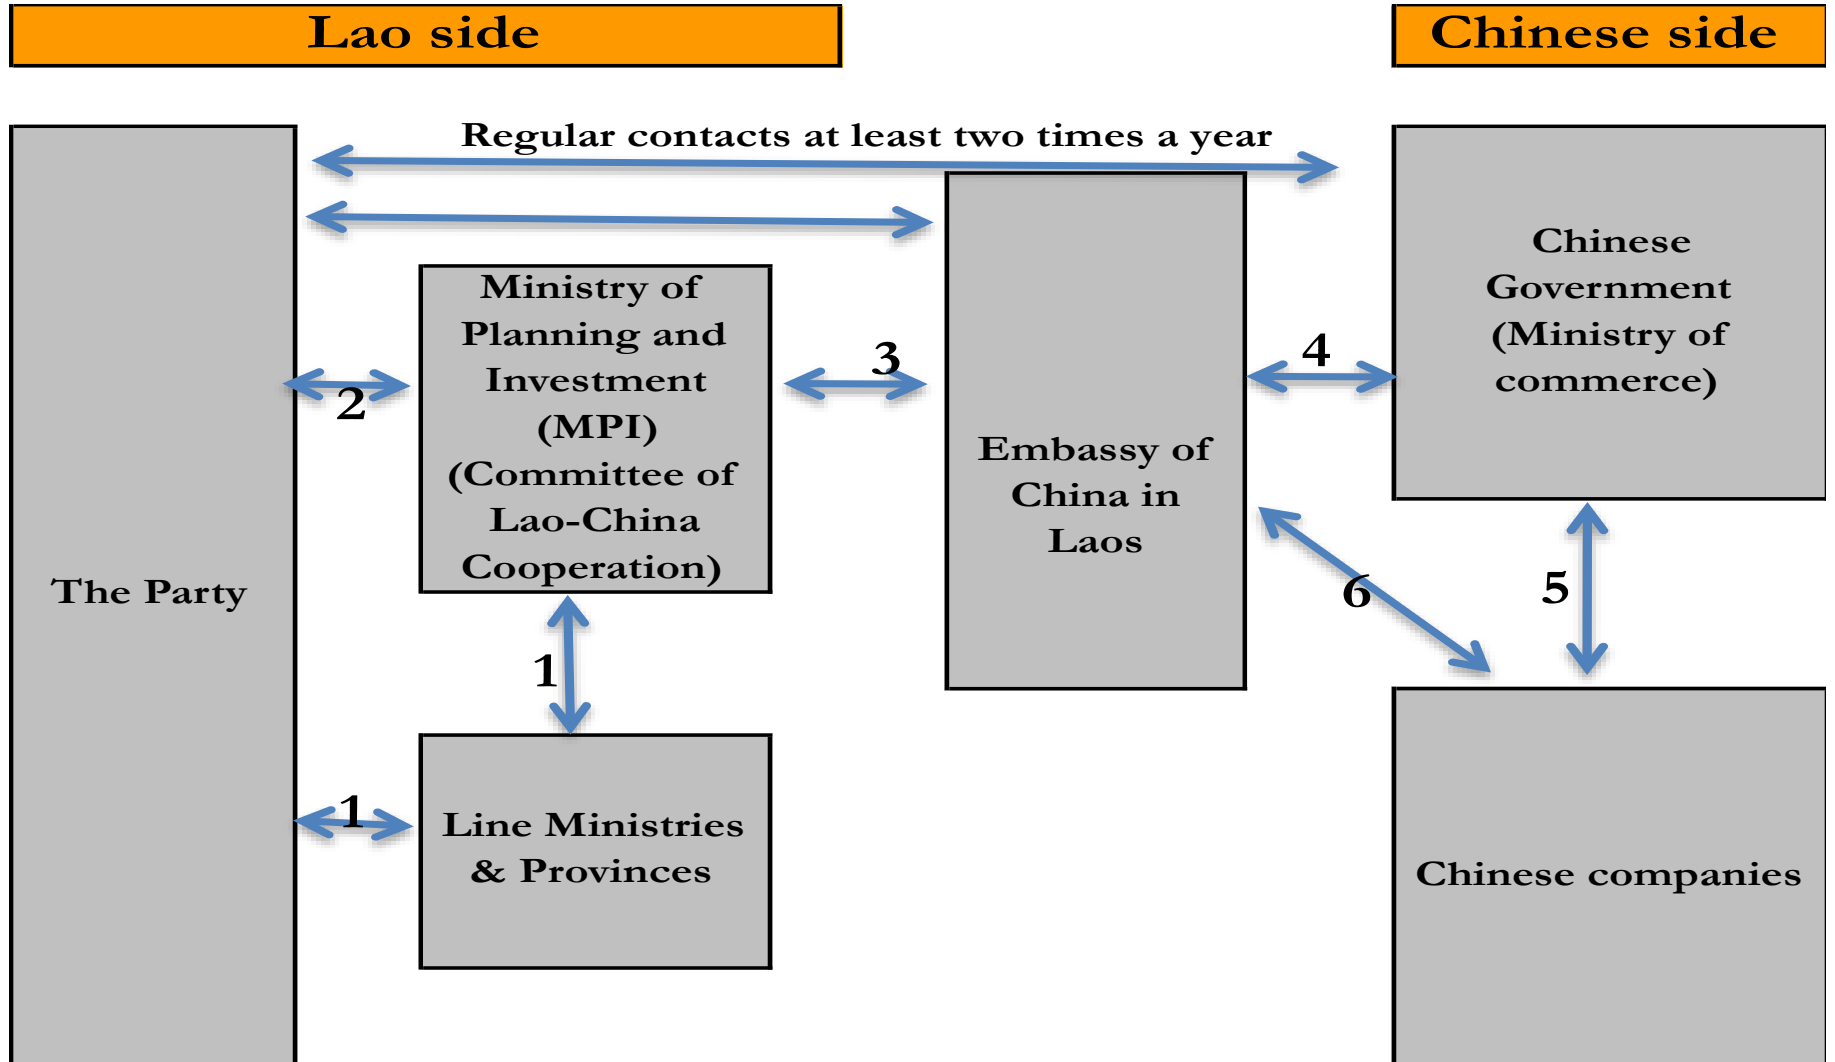 Lao side
Chinese side
Regular contacts at least two times a year
The Party
Ministry of
Planning and
Investment
(MPI)
(Committee of
Lao-China
Cooperation)
Line Ministries
& Provinces
Embassy of
China in
Laos
Chinese
Government
(Ministry of
commerce)
Chinese companies
2
3
4
1
6
5
1